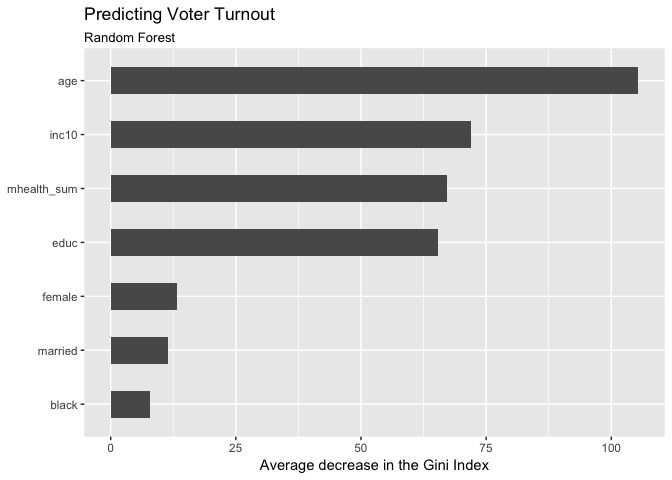 Predicting Voter Turnout
Random Forest
age
inc10
mhealth_sum
educ
female
married
black
0 25 50 75 100
Average decrease in the Gini Index